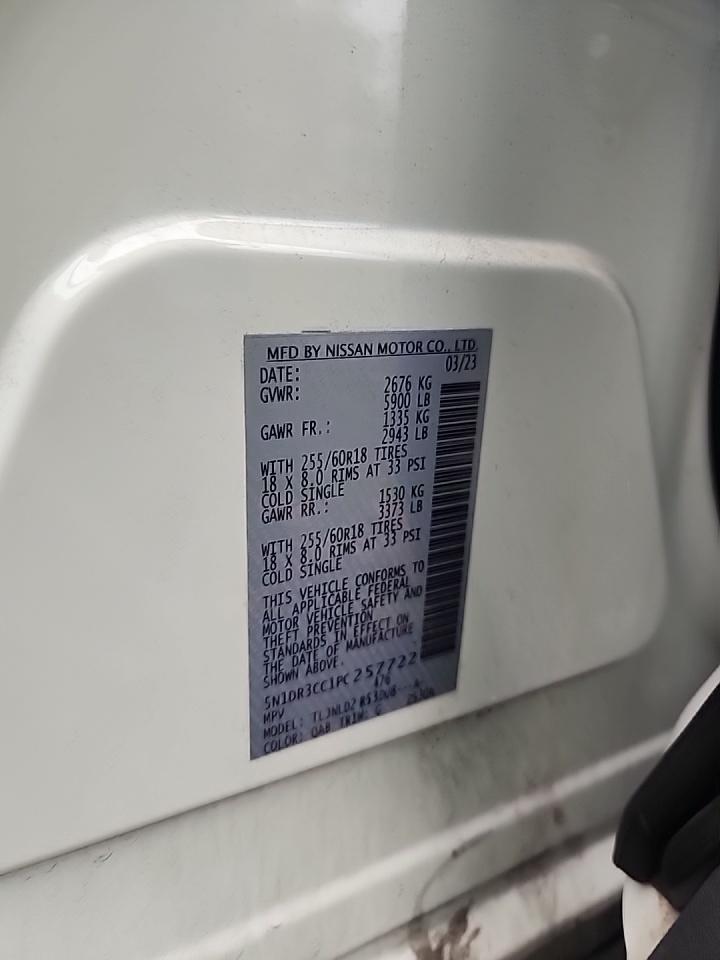 MFD BY NISSAN MOTOR CO., LTD.
DATE: 03/23
GVWR: 2676 KG
5900 LB
GAWR FR.: 1335 KG
2943 LB
WITH 255/60R18 TIRES
18 X 8.0 RIMS AT 33 PSI
COLD SINGLE
GAWR RR.: 1530 KG
3373 LB
WITH 255/60R18 TIRES
18 X 8.0 RIMS AT 33 PSI
COLD SINGLE
THIS VEHICLE CONFORMS TO
ALL APPLICABLE FEDERAL
MOTOR VEHICLE SAFETY AND
THEFT PREVENTION
STANDARDS IN EFFECT ON
THE DATE OF MANUFACTURE
SHOWN ABOVE.
5N1DR3CC1PC257722
MPV
MODEL:
COLOR: QAB TRIM: G